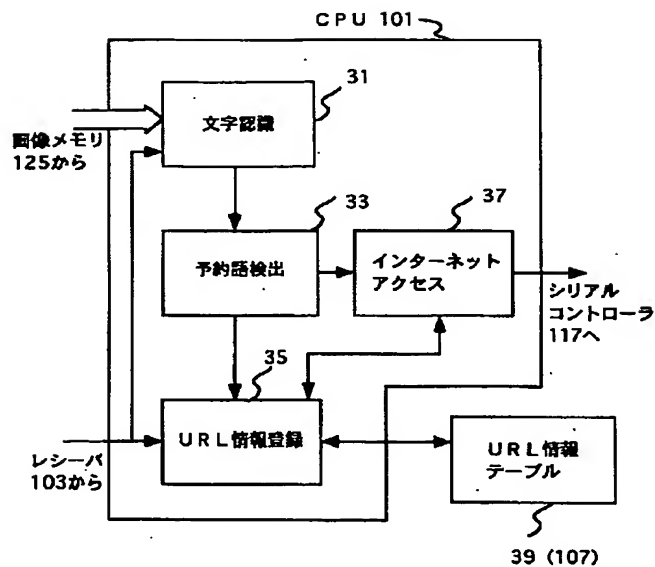 CPU 101
31
文字認識
画像メモリ
125から
33
37
予約語検出
インターネット
アクセス
シリアル
コントローラ
117へ
35
URL情報登録
レシーバ
103から
URL情報
テーブル
39 (107)